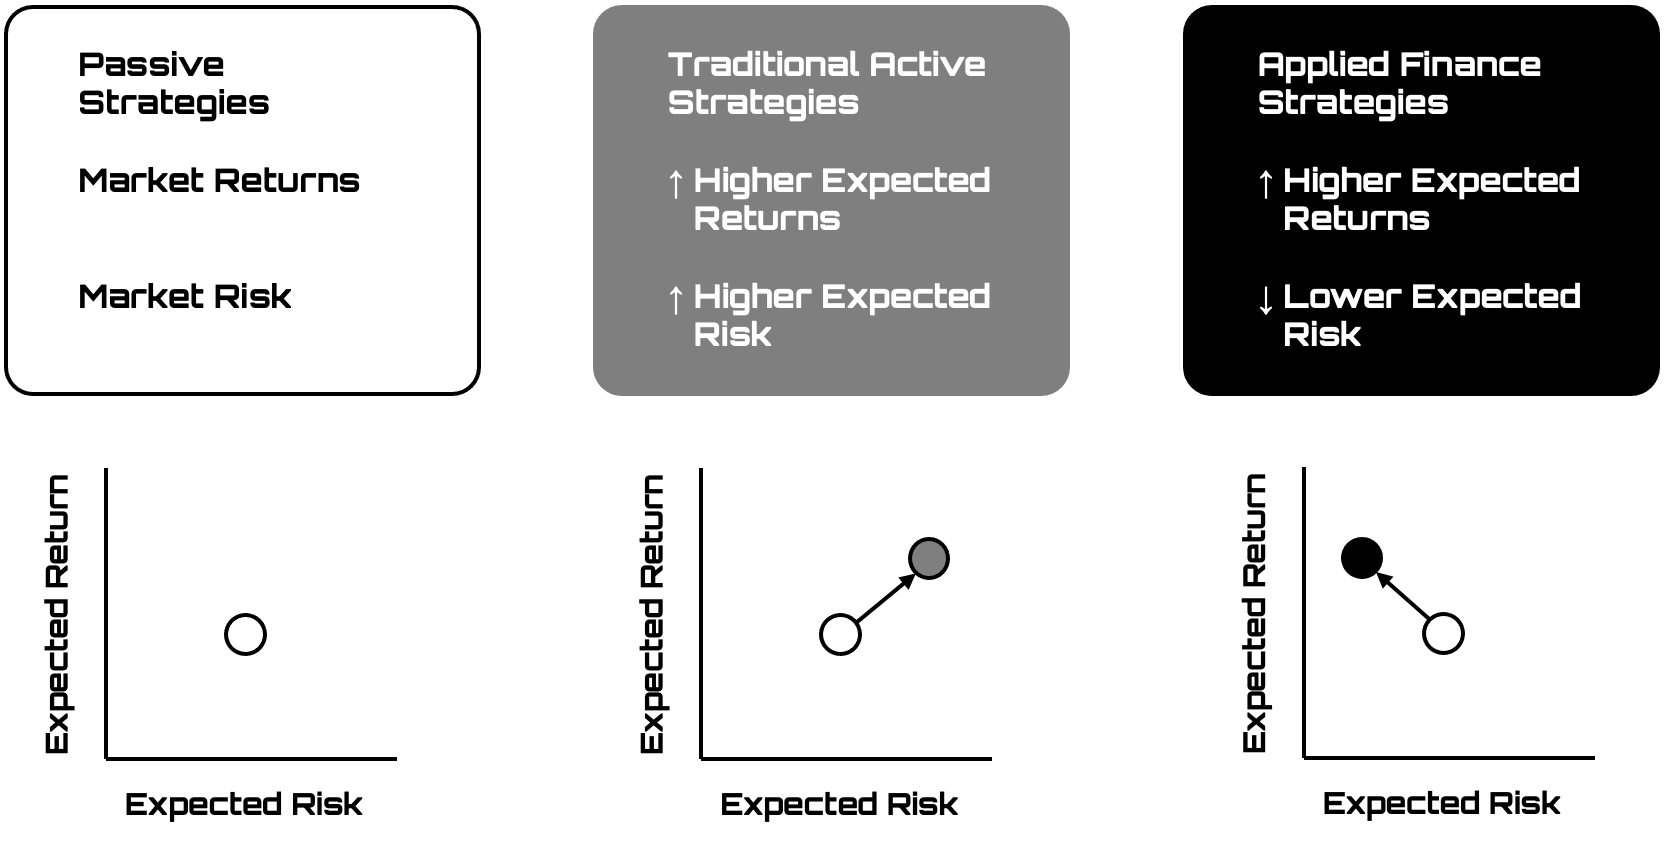 Passive
Strategies
Market Returns
Market Risk
Traditional Active
Strategies
↑ Higher Expected
Returns
↑ Higher Expected
Risk
Applied Finance
Strategies
↑ Higher Expected
Returns
↓ Lower Expected
Risk
Expected Return
Expected Risk
Expected Return
Expected Risk
Expected Return
Expected Risk